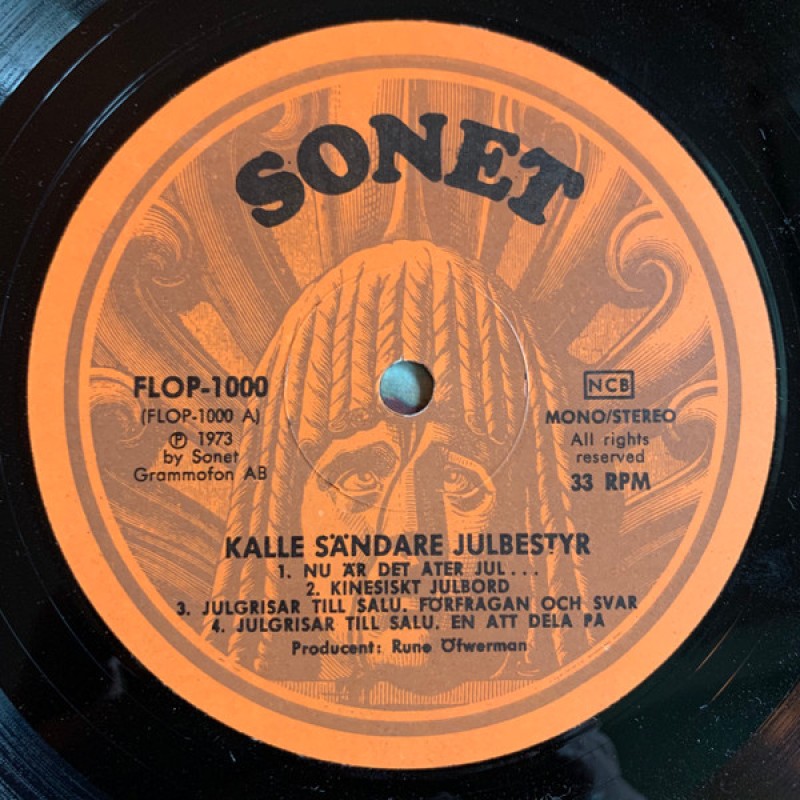 SONET
FLOP-1000
(FLOP-1000 A)
Ⓟ 1973
by Sonet
Grammofon AB
NCB
MONO/STEREO
All rights
reserved
33 RPM
KALLE SÄNDARE JULBESTYR
1. NU ÄR DET ÅTER JUL...
2. KINESISKT JULBORD
3. JULGRISAR TILL SALU. FÖRFRÅGAN OCH SVAR
4. JULGRISAR TILL SALU. EN ATT DELA PÅ
Producent: Rune Öfwerman